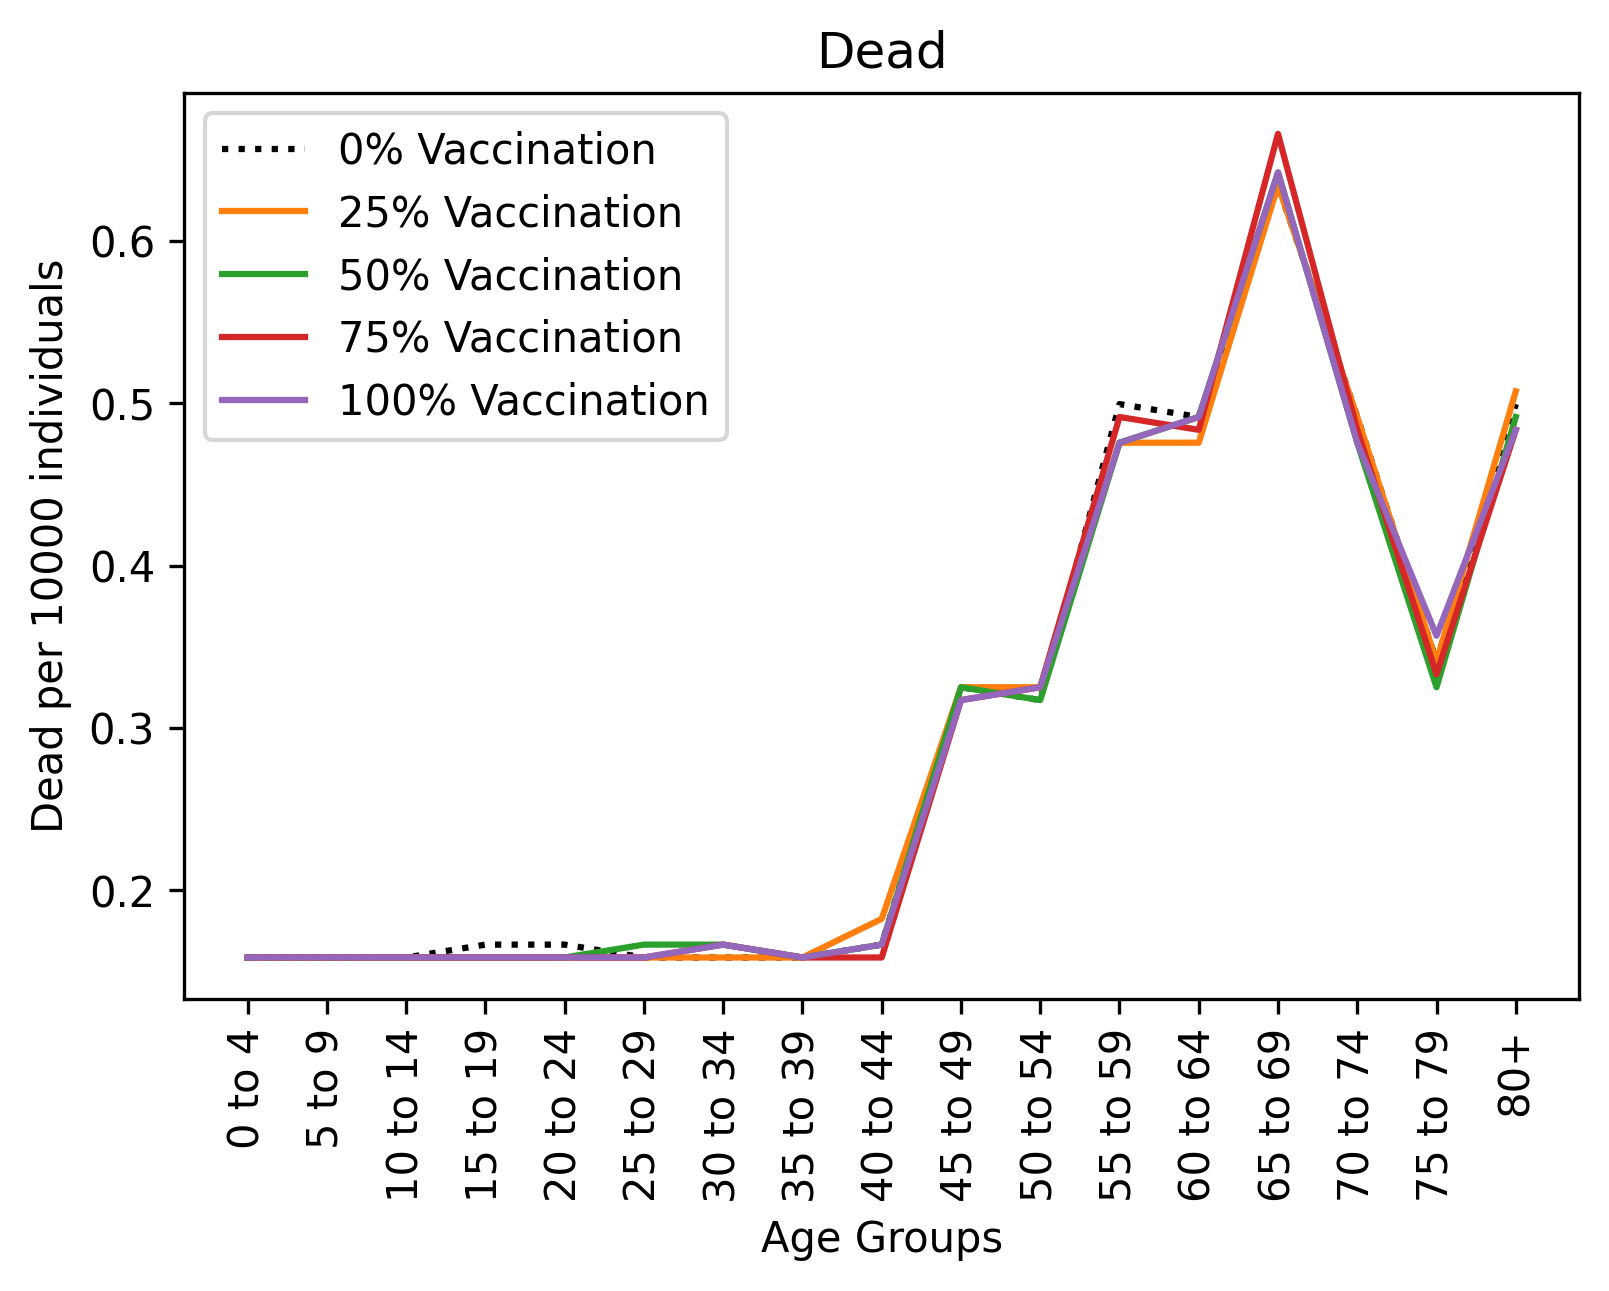 Dead
0% Vaccination
25% Vaccination
50% Vaccination
75% Vaccination
100% Vaccination
Dead per 10000 individuals
0.6
0.5
0.4
0.3
0.2
0 to 4
5 to 9
10 to 14
15 to 19
20 to 24
25 to 29
30 to 34
35 to 39
40 to 44
45 to 49
50 to 54
55 to 59
60 to 64
65 to 69
70 to 74
75 to 79
80+
Age Groups